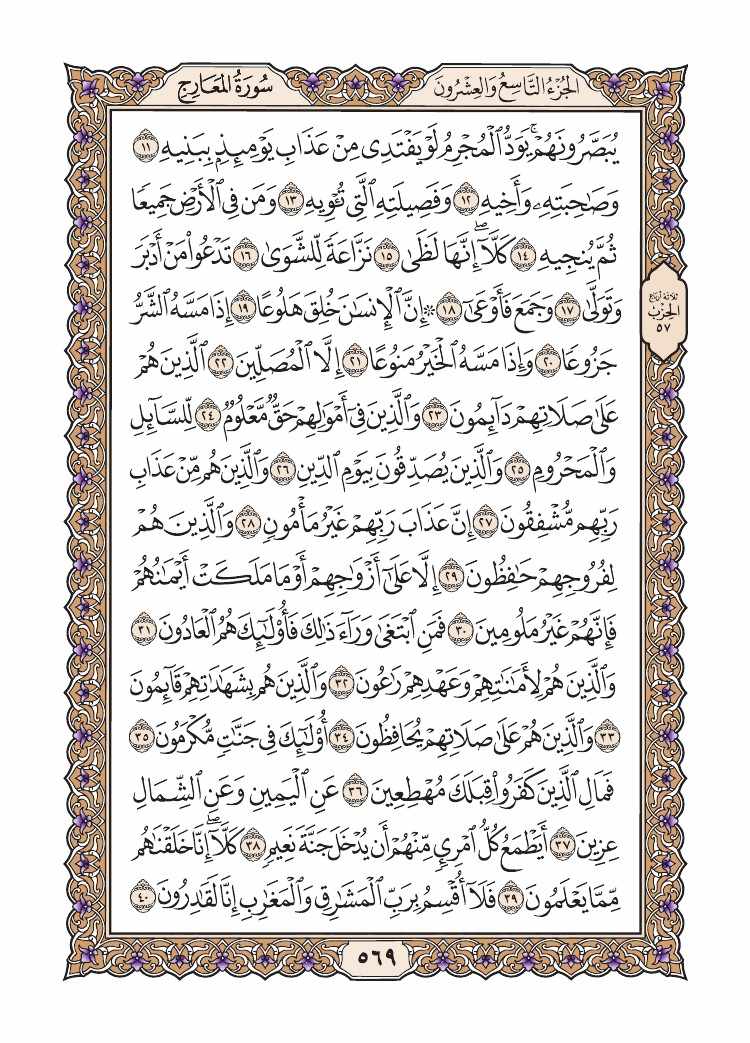 الجُزْءُ التَّاسِعُ وَالعِشْرُونَ
سُورَةُ المَعَارِجِ
يُبَصَّرُونَهُمْۚ يَوَدُّ ٱلْمُجْرِمُ لَوْ يَفْتَدِى مِنْ عَذَابِ يَوْمِئِذٍۭ بِبَنِيهِ ١١
وَصَٰحِبَتِهِۦ وَأَخِيهِ ١٢ وَفَصِيلَتِهِ ٱلَّتِى تُـْٔوِيهِ ١٣ وَمَن فِى ٱلْأَرْضِ جَمِيعًا
ثُمَّ يُنجِيهِ ١٤ كَلَّآۖ إِنَّهَا لَظَىٰ ١٥ نَزَّاعَةً لِّلشَّوَىٰ ١٦ تَدْعُوا۟ مَنْ أَدْبَرَ
وَتَوَلَّىٰ ١٧ وَجَمَعَ فَأَوْعَىٰٓ ١٨ ۞ إِنَّ ٱلْإِنسَٰنَ خُلِقَ هَلُوعًا ١٩ إِذَا مَسَّهُ ٱلشَّرُّ
جَزُوعًا ٢٠ وَإِذَا مَسَّهُ ٱلْخَيْرُ مَنُوعًا ٢١ إِلَّا ٱلْمُصَلِّينَ ٢٢ ٱلَّذِينَ هُمْ
عَلَىٰ صَلَاتِهِمْ دَآئِمُونَ ٢٣ وَٱلَّذِينَ فِىٓ أَمْوَٰلِهِمْ حَقٌّ مَّعْلُومٌ ٢٤ لِّلسَّآئِلِ
وَٱلْمَحْرُومِ ٢٥ وَٱلَّذِينَ يُصَدِّقُونَ بِيَوْمِ ٱلدِّينِ ٢٦ وَٱلَّذِينَ هُم مِّنْ عَذَابِ
رَبِّهِم مُّشْفِقُونَ ٢٧ إِنَّ عَذَابَ رَبِّهِمْ غَيْرُ مَأْمُونٍ ٢٨ وَٱلَّذِينَ هُمْ
لِفُرُوجِهِمْ حَٰفِظُونَ ٢٩ إِلَّا عَلَىٰٓ أَزْوَٰجِهِمْ أَوْ مَا مَلَكَتْ أَيْمَٰنُهُمْ
فَإِنَّهُمْ غَيْرُ مَلُومِينَ ٣٠ فَمَنِ ٱبْتَغَىٰ وَرَآءَ ذَٰلِكَ فَأُو۟لَٰٓئِكَ هُمُ ٱلْعَادُونَ ٣١
وَٱلَّذِينَ هُمْ لِأَمَٰنَٰتِهِمْ وَعَهْدِهِمْ رَٰعُونَ ٣٢ وَٱلَّذِينَ هُم بِشَهَٰدَٰتِهِمْ قَآئِمُونَ
٣٣ وَٱلَّذِينَ هُمْ عَلَىٰ صَلَاتِهِمْ يُحَافِظُونَ ٣٤ أُو۟لَٰٓئِكَ فِى جَنَّٰتٍ مُّكْرَمُونَ ٣٥
فَمَالِ ٱلَّذِينَ كَفَرُوا۟ قِبَلَكَ مُهْطِعِينَ ٣٦ عَنِ ٱلْيَمِينِ وَعَنِ ٱلشِّمَالِ
عِزِينَ ٣٧ أَيَطْمَعُ كُلُّ ٱمْرِئٍ مِّنْهُمْ أَن يُدْخَلَ جَنَّةَ نَعِيمٍ ٣٨ كَلَّآۖ إِنَّا خَلَقْنَٰهُم
مِّمَّا يَعْلَمُونَ ٣٩ فَلَآ أُقْسِمُ بِرَبِّ ٱلْمَشَٰرِقِ وَٱلْمَغَٰرِبِ إِنَّا لَقَٰدِرُونَ ٤٠
ثلاثة أرباع
الحزب
٥٧
٥٦٩